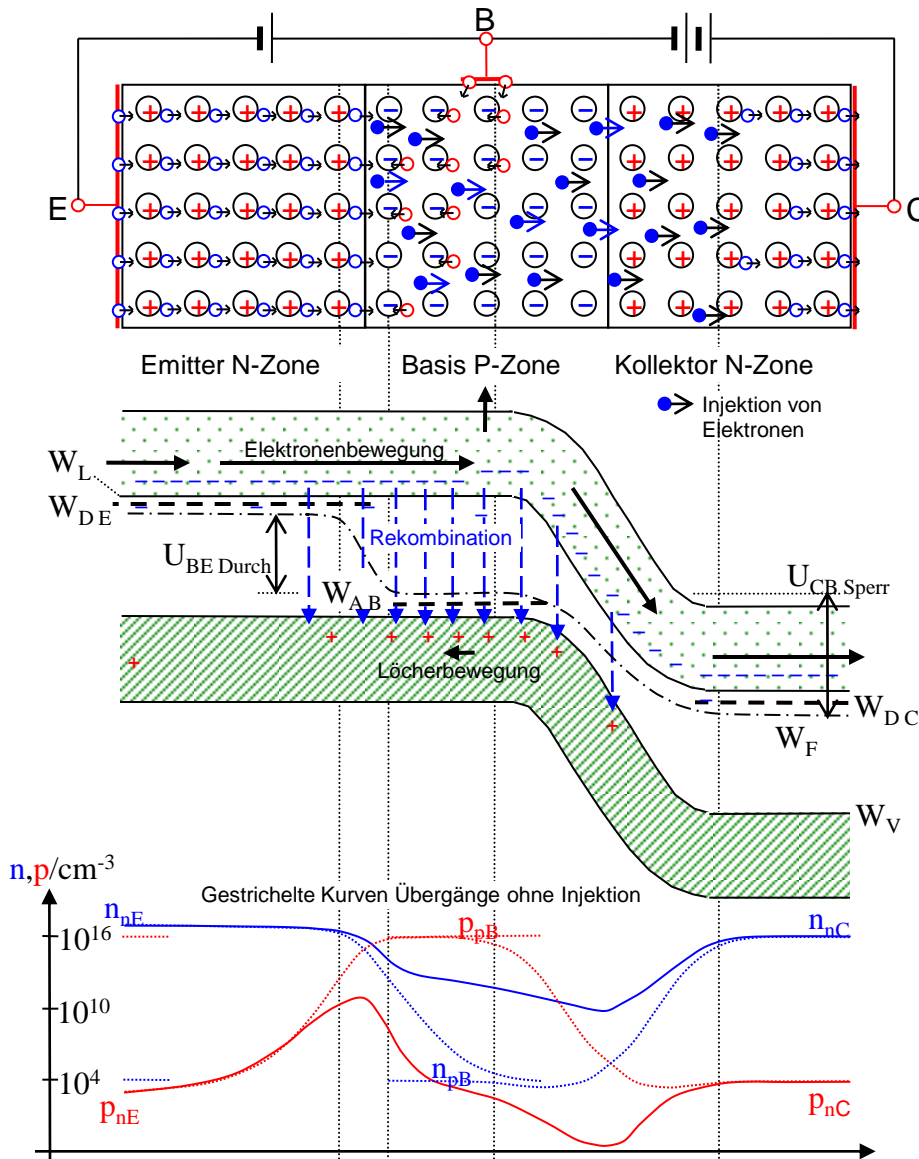 B
E
C
Emitter N-Zone
Basis P-Zone
Kollektor N-Zone
Injektion von
Elektronen
Elektronenbewegung
W_L
W_D E
Rekombination
U_BE Durch
W_A B
U_CB Sperr
Löcherbewegung
W_D C
W_F
W_V
n,p/cm^-3
Gestrichelte Kurven Übergänge ohne Injektion
n_nE
p_pB
n_nC
10^16
10^10
10^4
n_pB
p_nE
p_nC